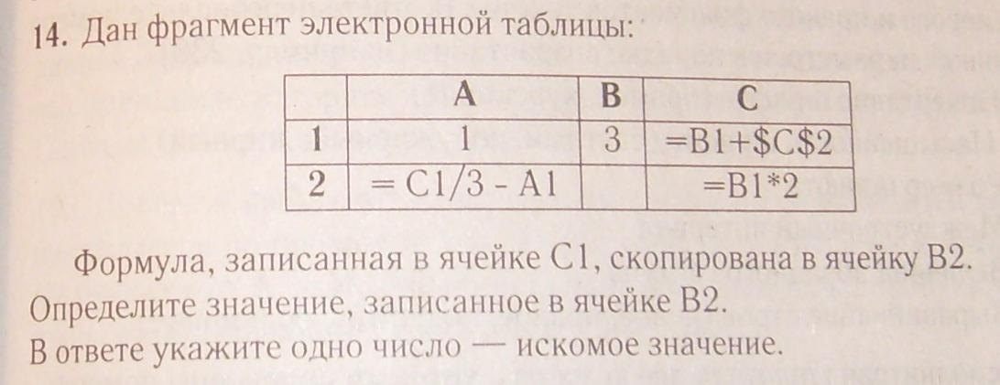 14. Дан фрагмент электронной таблицы:
A B C
1 1 3 =B1+$C$2
2 = C1/3 - A1 =B1*2
Формула, записанная в ячейке C1, скопирована в ячейку B2.
Определите значение, записанное в ячейке B2.
В ответе укажите одно число — искомое значение.